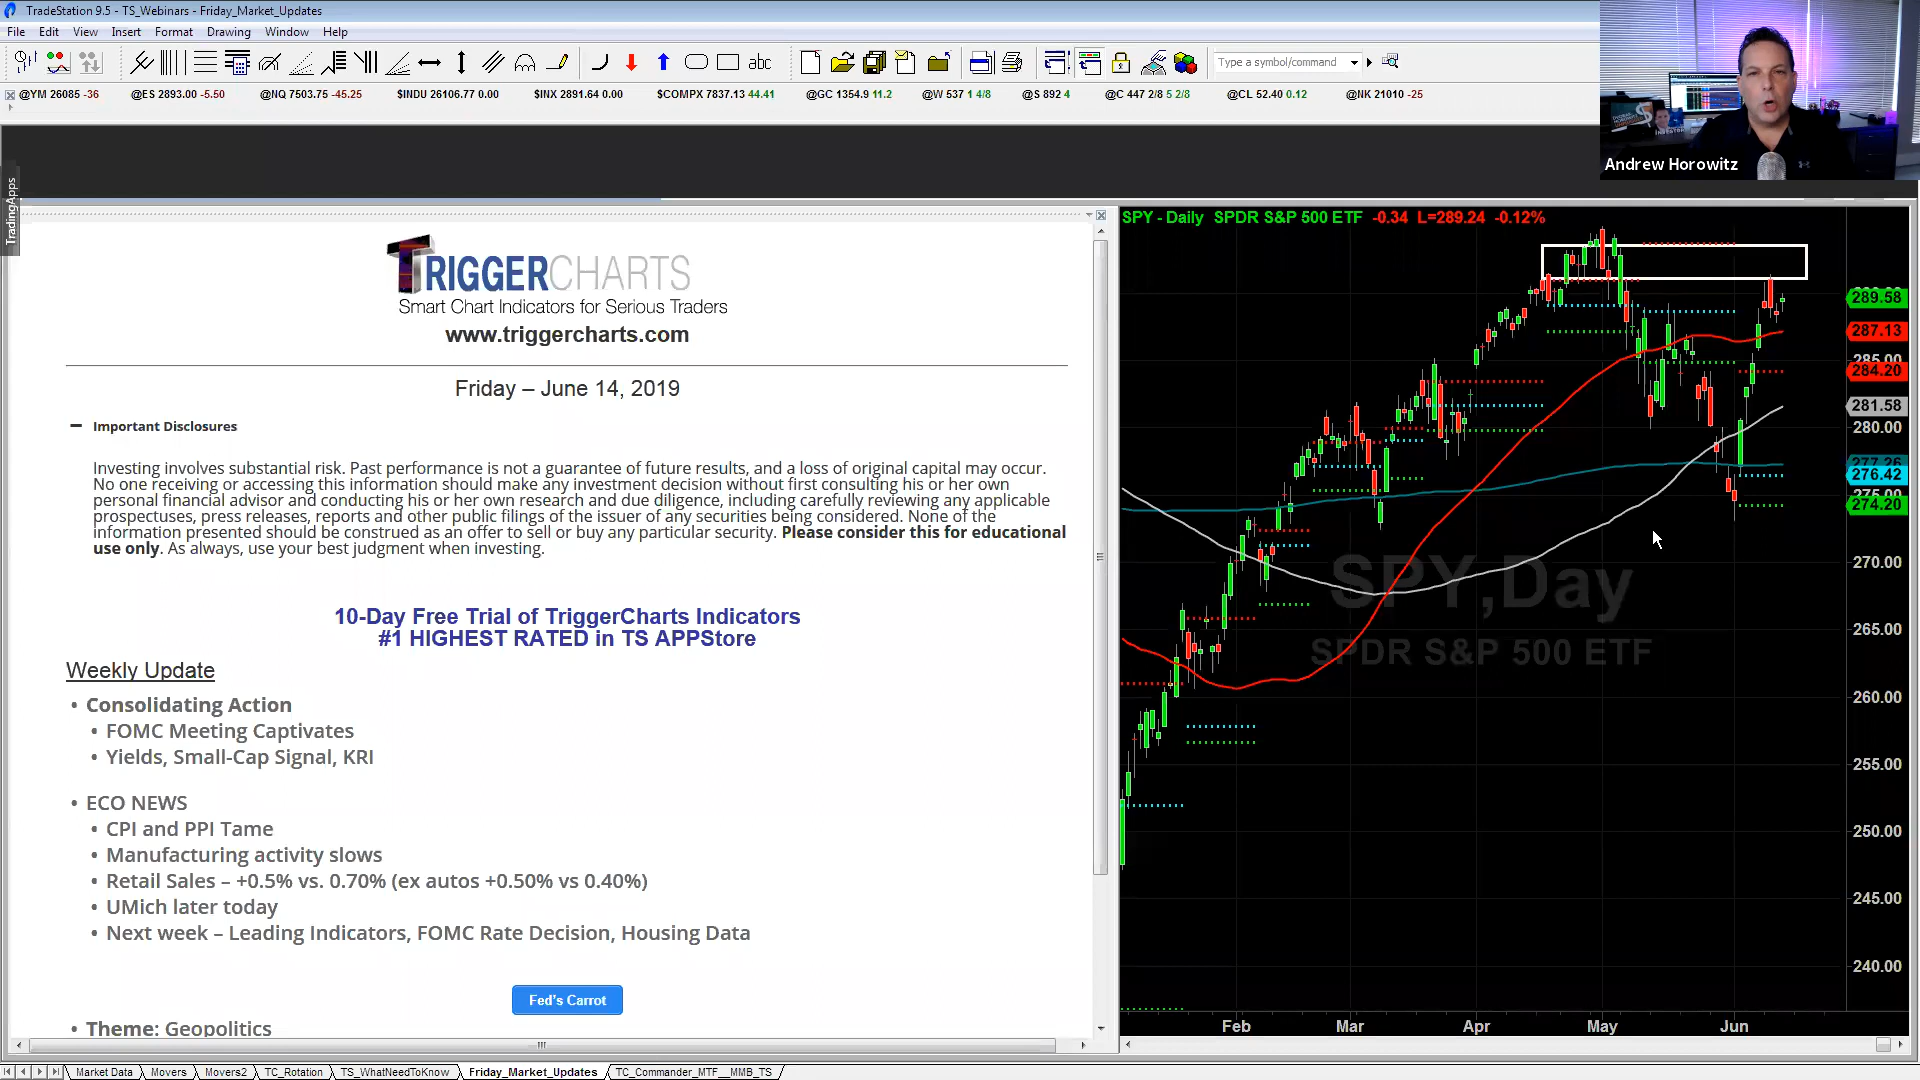 TradeStation 9.5 - TS_Webinars - Friday_Market_Updates
File Edit View Insert Format Drawing Window Help
abc
Type a symbol/command
@YM 26085 -36 @ES 2893.00 -5.50 @NQ 7503.75 -45.25 $INDU 26106.77 0.00 $INX 2891.64 0.00 $COMPX 7837.13 44.41 @GC 1354.9 11.2 @W 537 1 4/8 @S 892 4 @C 447 2/8 5 2/8 @CL 52.40 0.12 @NK 21010 -25
Andrew Horowitz
TradingApps
TRIGGERCHARTS
Smart Chart Indicators for Serious Traders
www.triggercharts.com
Friday – June 14, 2019
Important Disclosures
Investing involves substantial risk. Past performance is not a guarantee of future results, and a loss of original capital may occur.
No one receiving or accessing this information should make any investment decision without first consulting his or her own
personal financial advisor and conducting his or her own research and due diligence, including carefully reviewing any applicable
prospectuses, press releases, reports and other public filings of the issuer of any securities being considered. None of the
information presented should be construed as an offer to sell or buy any particular security. Please consider this for educational
use only. As always, use your best judgment when investing.
10-Day Free Trial of TriggerCharts Indicators
#1 HIGHEST RATED in TS APPStore
Weekly Update
• Consolidating Action
• FOMC Meeting Captivates
• Yields, Small-Cap Signal, KRI
• ECO NEWS
• CPI and PPI Tame
• Manufacturing activity slows
• Retail Sales – +0.5% vs. 0.70% (ex autos +0.50% vs 0.40%)
• UMich later today
• Next week – Leading Indicators, FOMC Rate Decision, Housing Data
Fed's Carrot
• Theme: Geopolitics
SPY - Daily SPDR S&P 500 ETF -0.34 L=289.24 -0.12%
289.58
287.13
285.00
284.20
281.58
280.00
277.26
276.42
275.00
274.20
270.00
265.00
260.00
255.00
250.00
245.00
240.00
SPY,Day
SPDR S&P 500 ETF
Feb Mar Apr May Jun
Market Data Movers Movers2 TC_Rotation TS_WhatNeedToKnow Friday_Market_Updates TC_Commander_MTF__MMB_TS